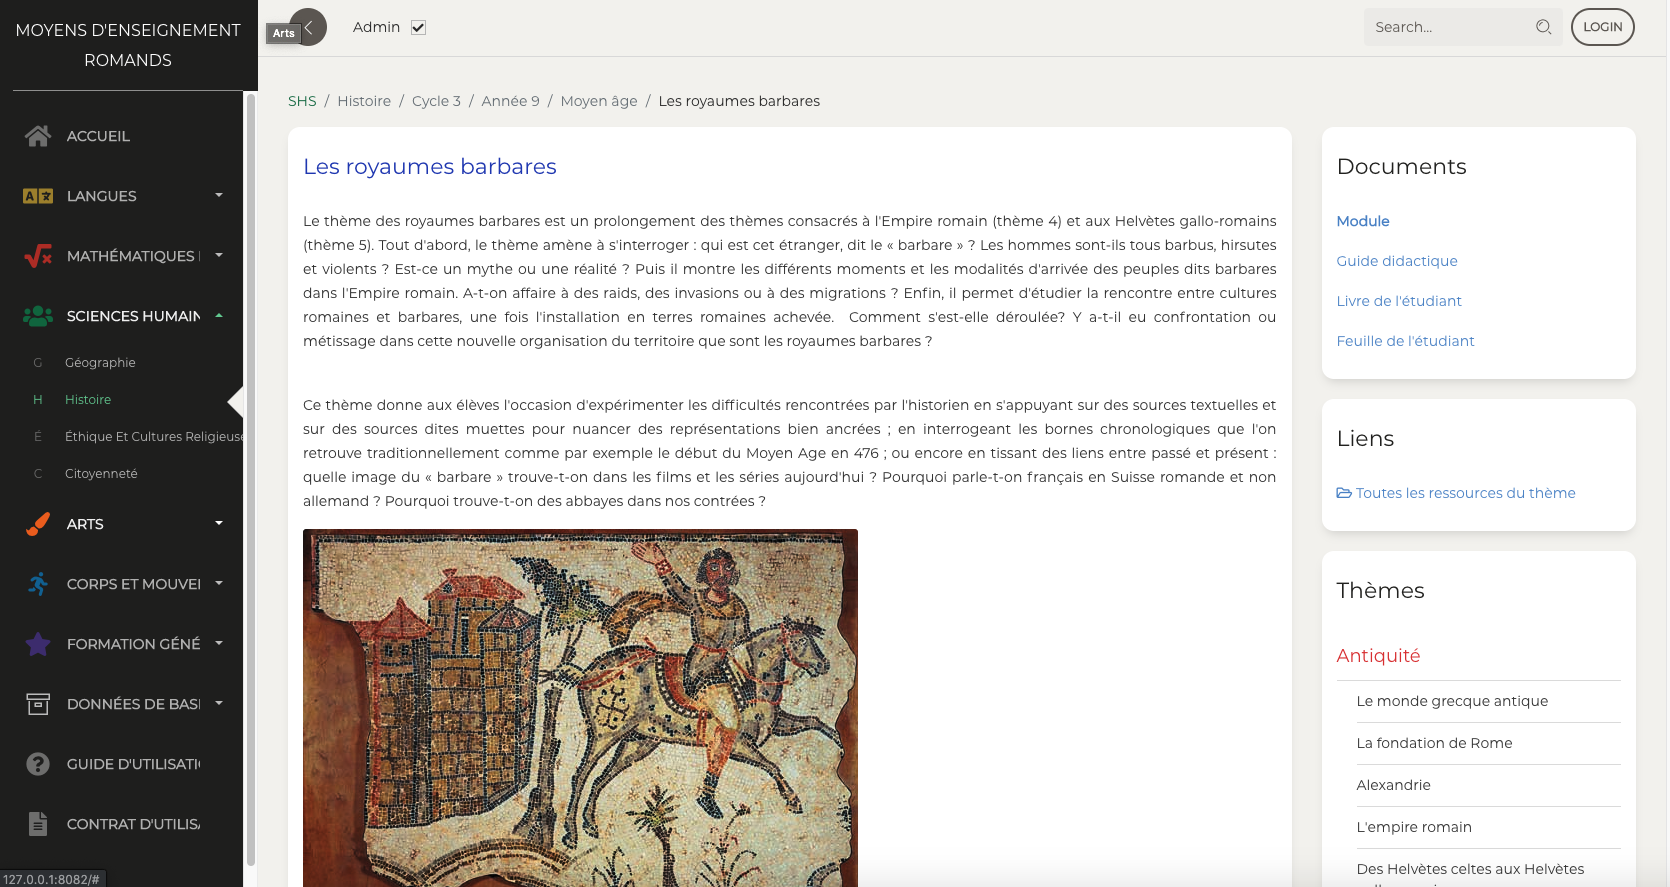 MOYENS D'ENSEIGNEMENT
ROMANDS
ACCUEIL
LANGUES
MATHÉMATIQUES
SCIENCES HUMAIN
G Géographie
H Histoire
É Éthique Et Cultures Religieuse
C Citoyenneté
ARTS
CORPS ET MOUVE
FORMATION GÉNÉ
DONNÉES DE BAS
GUIDE D'UTILISATI
CONTRAT D'UTILIS
127.0.0.1:8082/#
Arts
Admin
Search...
LOGIN
SHS / Histoire / Cycle 3 / Année 9 / Moyen âge / Les royaumes barbares
Les royaumes barbares
Le thème des royaumes barbares est un prolongement des thèmes consacrés à l'Empire romain (thème 4) et aux Helvètes gallo-romains
(thème 5). Tout d'abord, le thème amène à s'interroger : qui est cet étranger, dit le « barbare » ? Les hommes sont-ils tous barbus, hirsutes
et violents ? Est-ce un mythe ou une réalité ? Puis il montre les différents moments et les modalités d'arrivée des peuples dits barbares
dans l'Empire romain. A-t-on affaire à des raids, des invasions ou à des migrations ? Enfin, il permet d'étudier la rencontre entre cultures
romaines et barbares, une fois l'installation en terres romaines achevée. Comment s'est-elle déroulée? Y a-t-il eu confrontation ou
métissage dans cette nouvelle organisation du territoire que sont les royaumes barbares ?
Ce thème donne aux élèves l'occasion d'expérimenter les difficultés rencontrées par l'historien en s'appuyant sur des sources textuelles et
sur des sources dites muettes pour nuancer des représentations bien ancrées ; en interrogeant les bornes chronologiques que l'on
retrouve traditionnellement comme par exemple le début du Moyen Age en 476 ; ou encore en tissant des liens entre passé et présent :
quelle image du « barbare » trouve-t-on dans les films et les séries aujourd'hui ? Pourquoi parle-t-on français en Suisse romande et non
allemand ? Pourquoi trouve-t-on des abbayes dans nos contrées ?
Documents
Module
Guide didactique
Livre de l'étudiant
Feuille de l'étudiant
Liens
Toutes les ressources du thème
Thèmes
Antiquité
Le monde grecque antique
La fondation de Rome
Alexandrie
L'empire romain
Des Helvètes celtes aux Helvètes